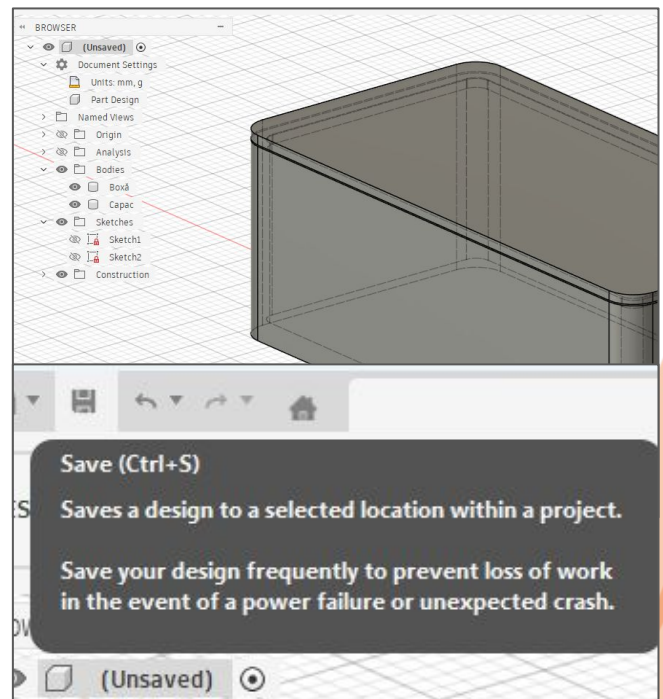 BROWSER
(Unsaved)
Document Settings
Units: mm, g
Part Design
Named Views
Origin
Analysis
Bodies
Boxă
Capac
Sketches
Sketch1
Sketch2
Construction
Save (Ctrl+S)
Saves a design to a selected location within a project.
Save your design frequently to prevent loss of work
in the event of a power failure or unexpected crash.
(Unsaved)